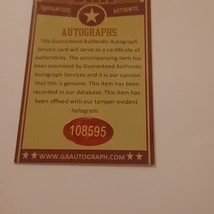 GUARANTEED AUTHENTIC
AUTOGRAPHS
This Guaranteed Authentic Autograph
Service card will serve as a certificate of
authenticity. The accompanying item has
been examined by Guaranteed Authentic
Autograph Services and it is our opinion
that this is genuine. This item has been
recorded in our database. This item has
been affixed with our tamper-evident
hologram.
108595
WWW.GAAUTOGRAPH.COM